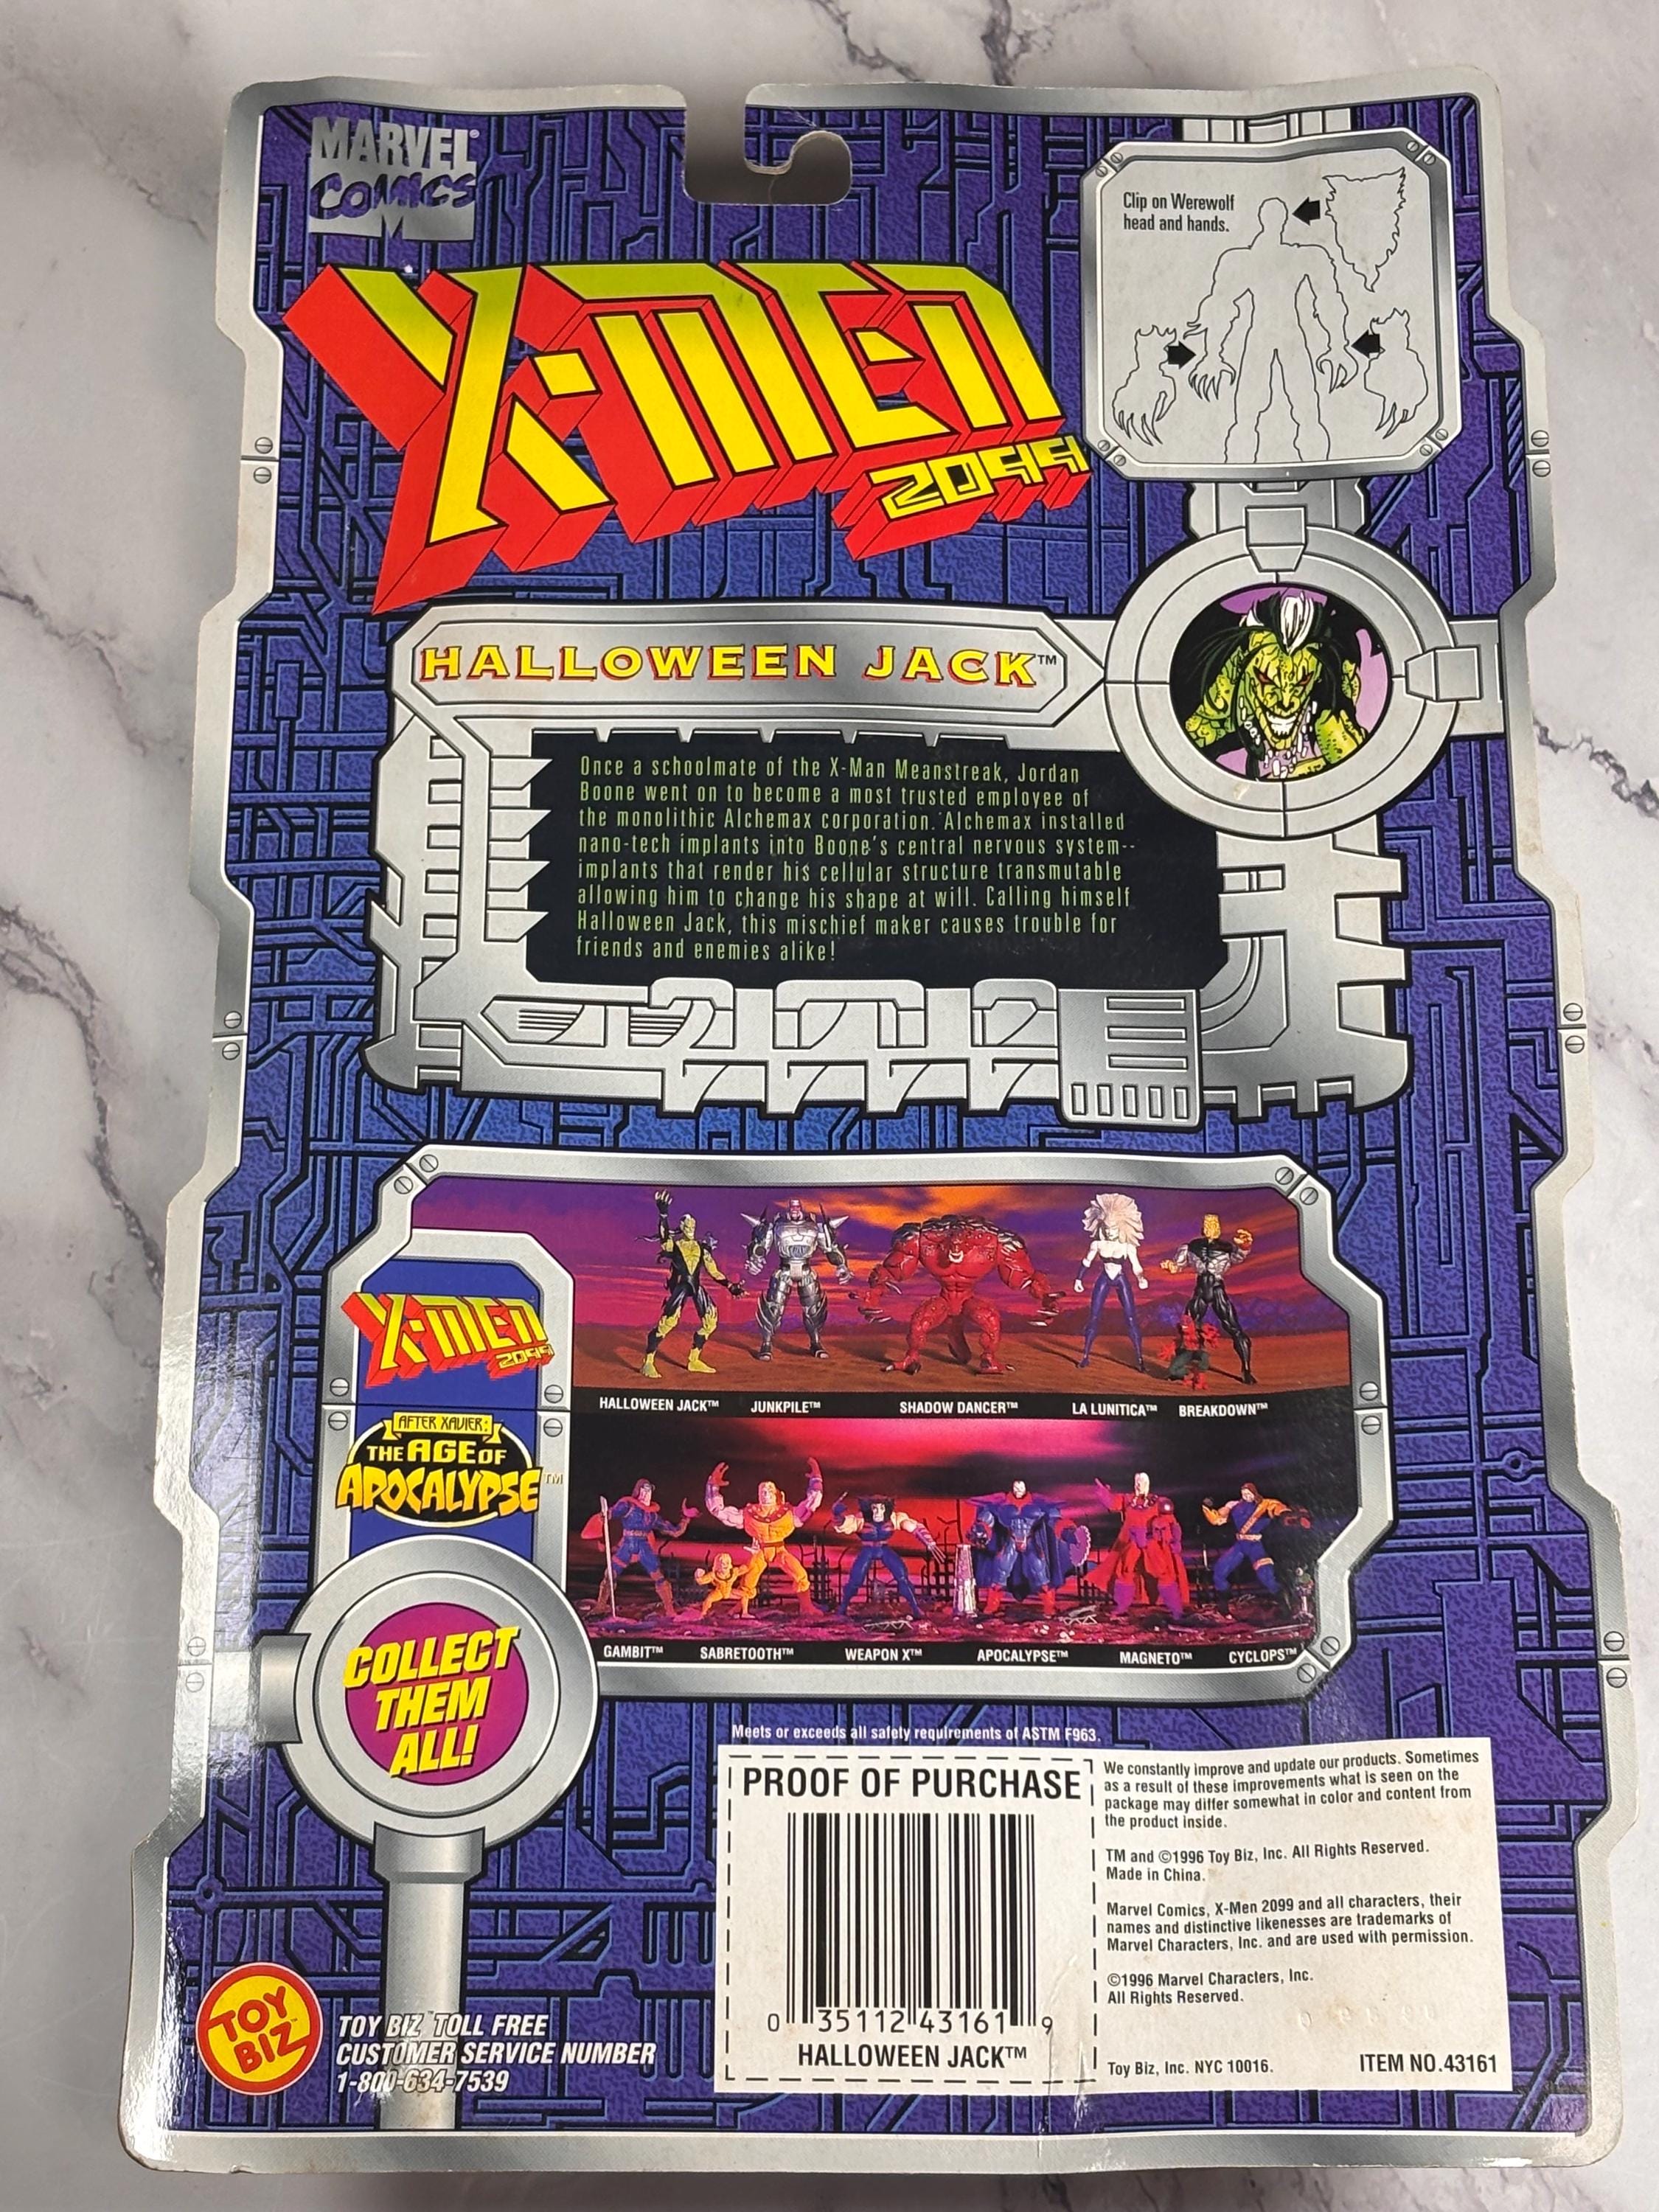 MARVEL®
COMICS
Clip on Werewolf
head and hands.
X-MEN
2099
HALLOWEEN JACK™
Once a schoolmate of the X-Man Meanstreak, Jordan
Boone went on to become a most trusted employee of
the monolithic Alchemax corporation. Alchemax installed
nano-tech implants into Boone's central nervous system--
implants that render his cellular structure transmutable
allowing him to change his shape at will. Calling himself
Halloween Jack, this mischief maker causes trouble for
friends and enemies alike!
X-MEN
2099
HALLOWEEN JACK™ JUNKPILE™ SHADOW DANCER™ LA LUNITICA™ BREAKDOWN™
AFTER XAVIER:
THE AGE OF
APOCALYPSE™
GAMBIT™ SABRETOOTH™ WEAPON X™ APOCALYPSE™ MAGNETO™ CYCLOPS™
COLLECT
THEM
ALL!
Meets or exceeds all safety requirements of ASTM F963.
PROOF OF PURCHASE
0 35112 43161 9
HALLOWEEN JACK™
We constantly improve and update our products. Sometimes
as a result of these improvements what is seen on the
package may differ somewhat in color and content from
the product inside.
TM and ©1996 Toy Biz, Inc. All Rights Reserved.
Made in China.
Marvel Comics, X-Men 2099 and all characters, their
names and distinctive likenesses are trademarks of
Marvel Characters, Inc. and are used with permission.
©1996 Marvel Characters, Inc.
All Rights Reserved.
Toy Biz, Inc. NYC 10016. ITEM NO.43161
TOY
BIZ
TOY BIZ™ TOLL FREE
CUSTOMER SERVICE NUMBER
1-800-634-7539